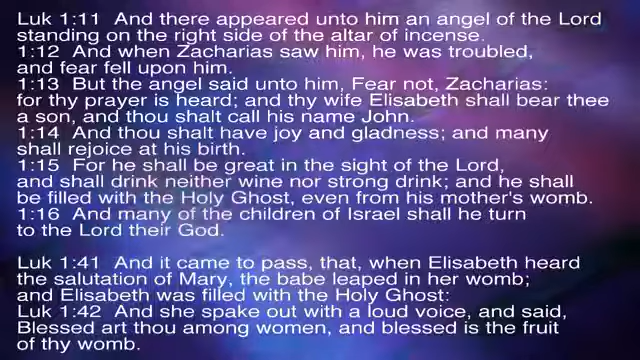 Luk 1:11 And there appeared unto him an angel of the Lord
standing on the right side of the altar of incense.
1:12 And when Zacharias saw him, he was troubled,
and fear fell upon him.
1:13 But the angel said unto him, Fear not, Zacharias:
for thy prayer is heard; and thy wife Elisabeth shall bear thee
a son, and thou shalt call his name John.
1:14 And thou shalt have joy and gladness; and many
shall rejoice at his birth.
1:15 For he shall be great in the sight of the Lord,
and shall drink neither wine nor strong drink; and he shall
be filled with the Holy Ghost, even from his mother's womb.
1:16 And many of the children of Israel shall he turn
to the Lord their God.
Luk 1:41 And it came to pass, that, when Elisabeth heard
the salutation of Mary, the babe leaped in her womb;
and Elisabeth was filled with the Holy Ghost:
Luk 1:42 And she spake out with a loud voice, and said,
Blessed art thou among women, and blessed is the fruit
of thy womb.